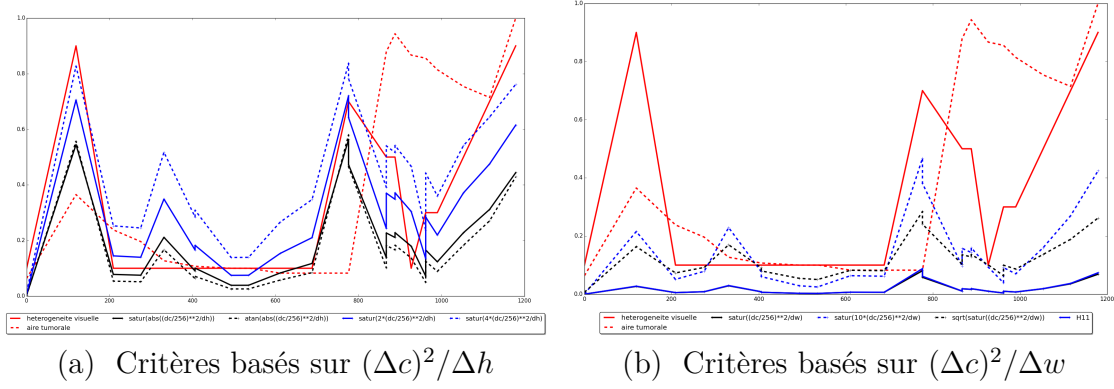 1.0
0.8
0.6
0.4
0.2
0.0
0 200 400 600 800 1000 1200
heterogeneite visuelle satur(abs((dc/256)**2/dh)) atan(abs((dc/256)**2/dh)) satur(2*(dc/256)**2/dh) satur(4*(dc/256)**2/dh)
aire tumorale
(a) Critères basés sur (Δc)²/Δh
1.0
0.8
0.6
0.4
0.2
0.0
0 200 400 600 800 1000 1200
heterogeneite visuelle satur((dc/256)**2/dw) satur(10*(dc/256)**2/dw) sqrt(satur((dc/256)**2/dw)) H11
aire tumorale
(b) Critères basés sur (Δc)²/Δw